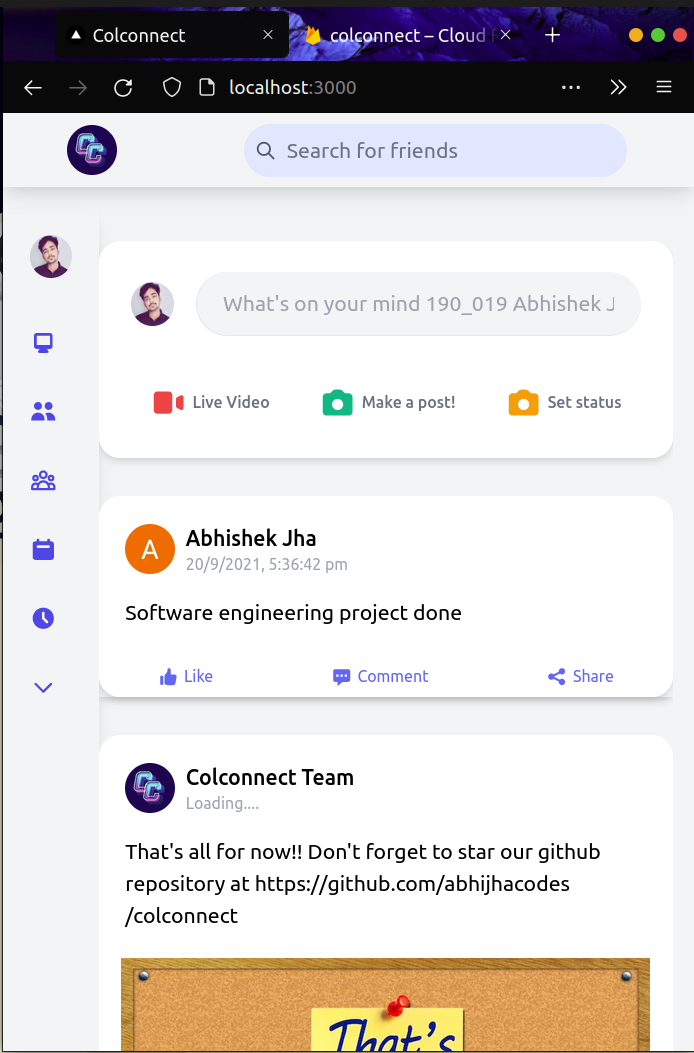 Colconnect
colconnect – Cloud F
localhost:3000
CC
Search for friends
What's on your mind 190_019 Abhishek J
Live Video
Make a post!
Set status
A
Abhishek Jha
20/9/2021, 5:36:42 pm
Software engineering project done
Like
Comment
Share
CC
Colconnect Team
Loading....
That's all for now!! Don't forget to star our github
repository at https://github.com/abhijhacodes
/colconnect
That's